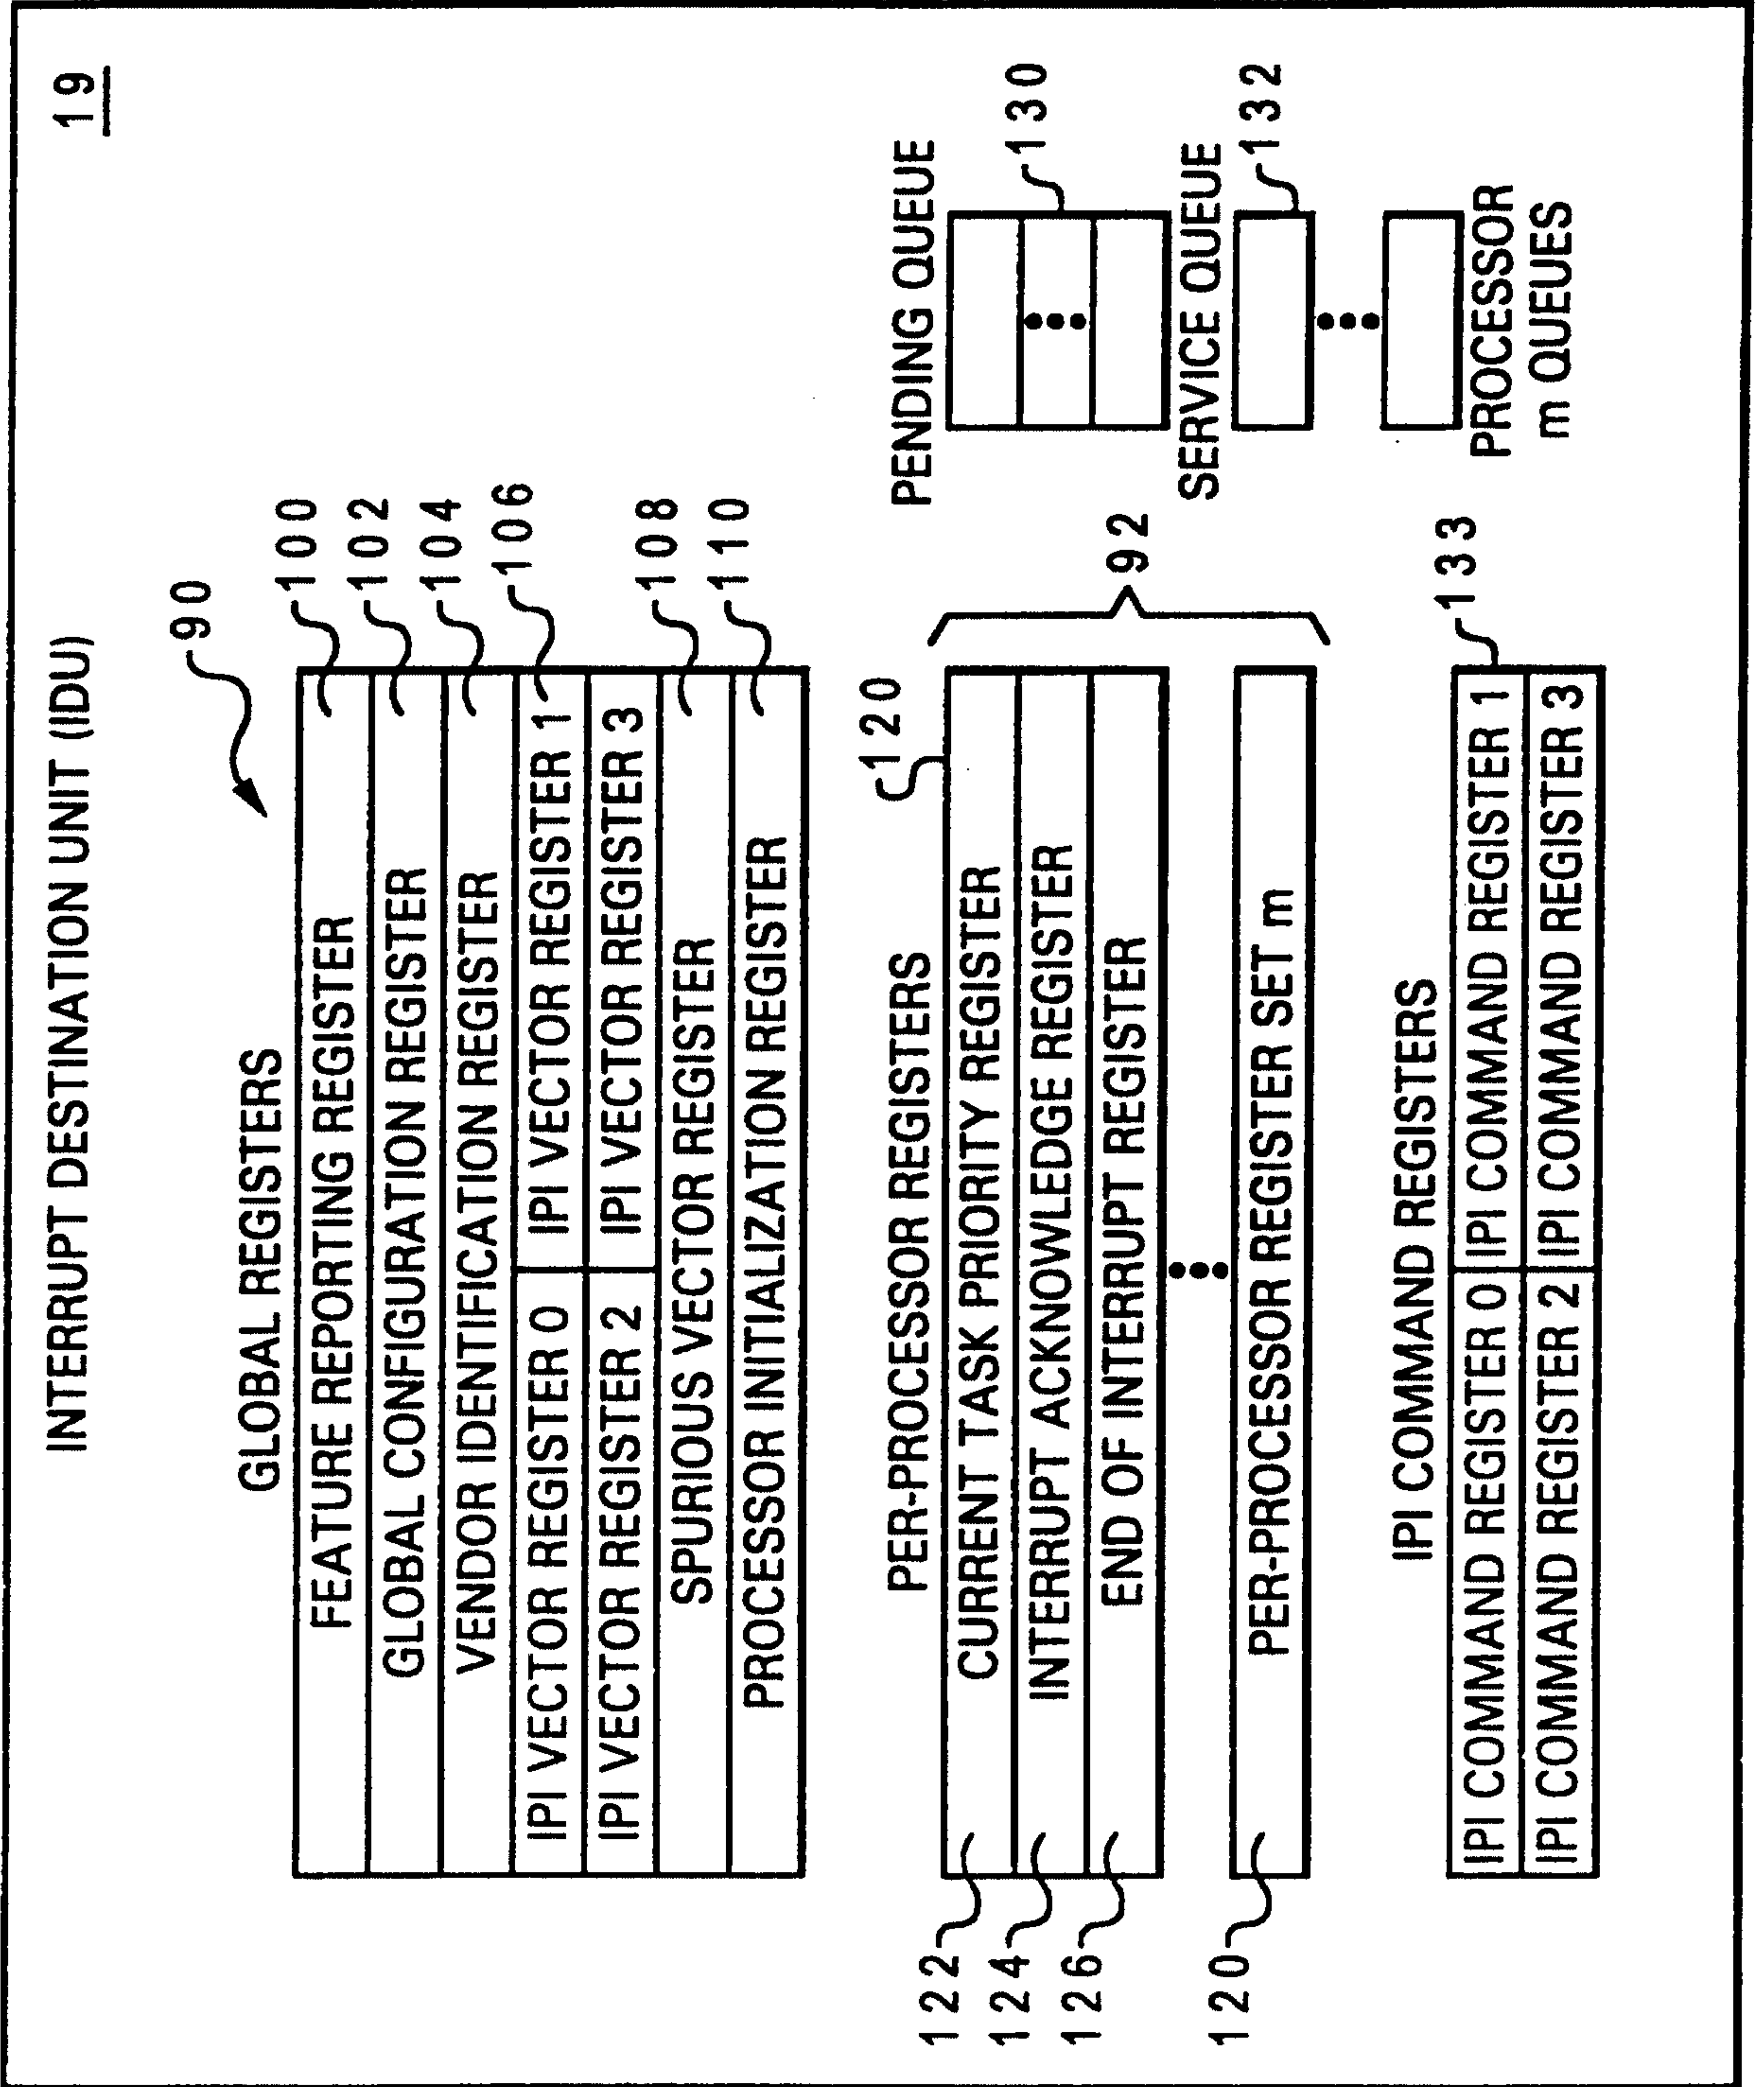 INTERRUPT DESTINATION UNIT (IDU)
19
90
GLOBAL REGISTERS
FEATURE REPORTING REGISTER
100
GLOBAL CONFIGURATION REGISTER
102
VENDOR IDENTIFICATION REGISTER
104
IPI VECTOR REGISTER 0 IPI VECTOR REGISTER 1
106
IPI VECTOR REGISTER 2 IPI VECTOR REGISTER 3
SPURIOUS VECTOR REGISTER
108
PROCESSOR INITIALIZATION REGISTER
110
PER-PROCESSOR REGISTERS
120
122
CURRENT TASK PRIORITY REGISTER
124
INTERRUPT ACKNOWLEDGE REGISTER
126
END OF INTERRUPT REGISTER
120
PER-PROCESSOR REGISTER SET m
92
PENDING QUEUE
130
SERVICE QUEUE
132
PROCESSOR
m QUEUES
IPI COMMAND REGISTERS
133
IPI COMMAND REGISTER 0 IPI COMMAND REGISTER 1
IPI COMMAND REGISTER 2 IPI COMMAND REGISTER 3